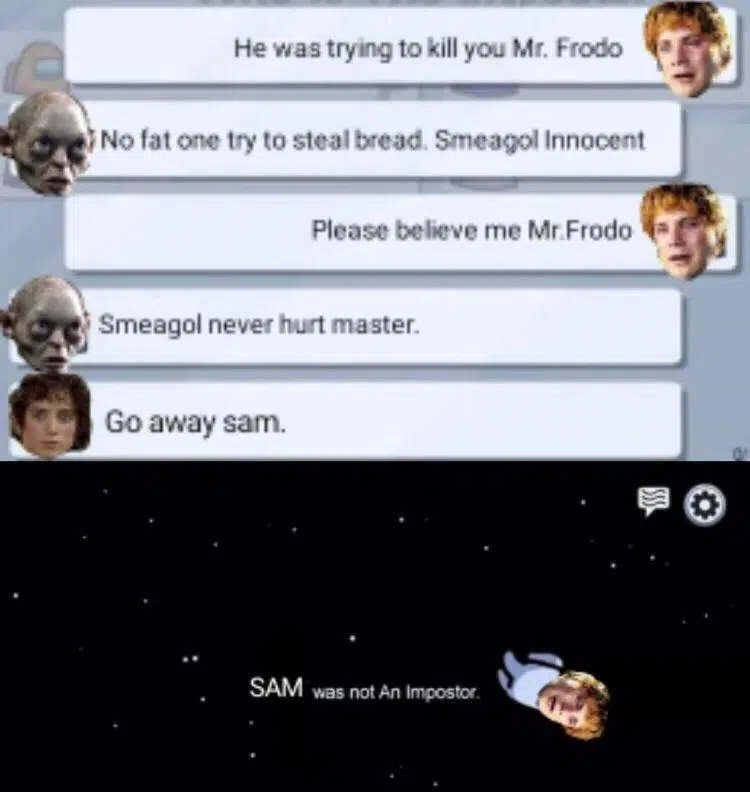 He was trying to kill you Mr. Frodo
No fat one try to steal bread. Smeagol Innocent
Please believe me Mr.Frodo
Smeagol never hurt master.
Go away sam.
SAM was not An Impostor.